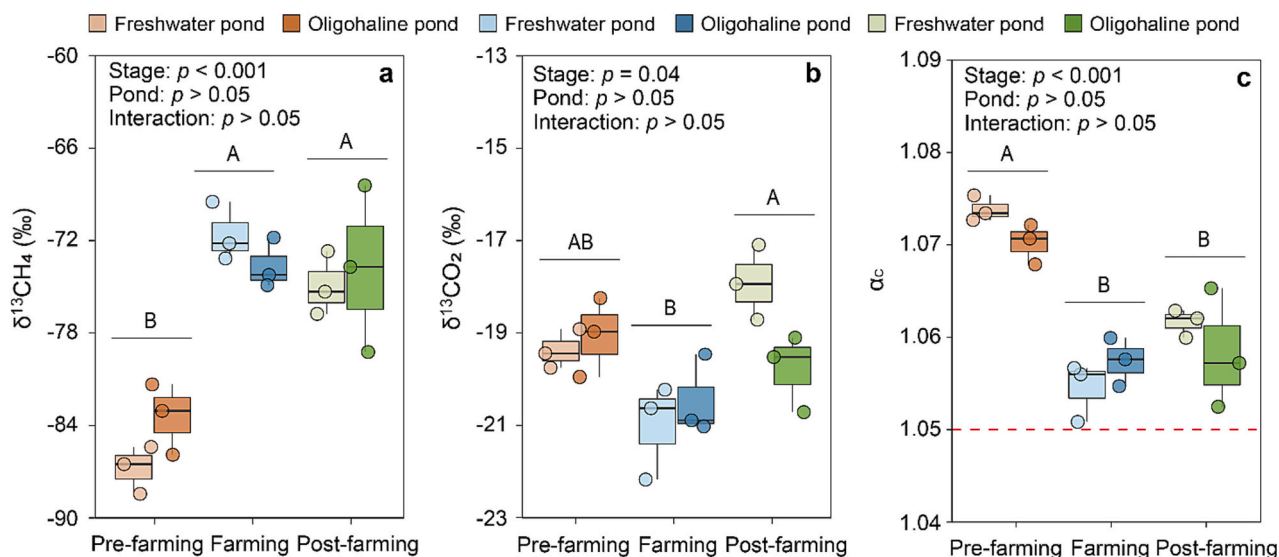 Freshwater pond Oligohaline pond Freshwater pond Oligohaline pond Freshwater pond Oligohaline pond
a
Stage: p < 0.001
Pond: p > 0.05
Interaction: p > 0.05
δ¹³CH₄ (‰)
-60
-66
-72
-78
-84
-90
B
A
A
Pre-farming Farming Post-farming
b
Stage: p = 0.04
Pond: p > 0.05
Interaction: p > 0.05
δ¹³CO₂ (‰)
-13
-15
-17
-19
-21
-23
AB
B
A
Pre-farming Farming Post-farming
c
Stage: p < 0.001
Pond: p > 0.05
Interaction: p > 0.05
αc
1.09
1.08
1.07
1.06
1.05
1.04
A
B
B
Pre-farming Farming Post-farming